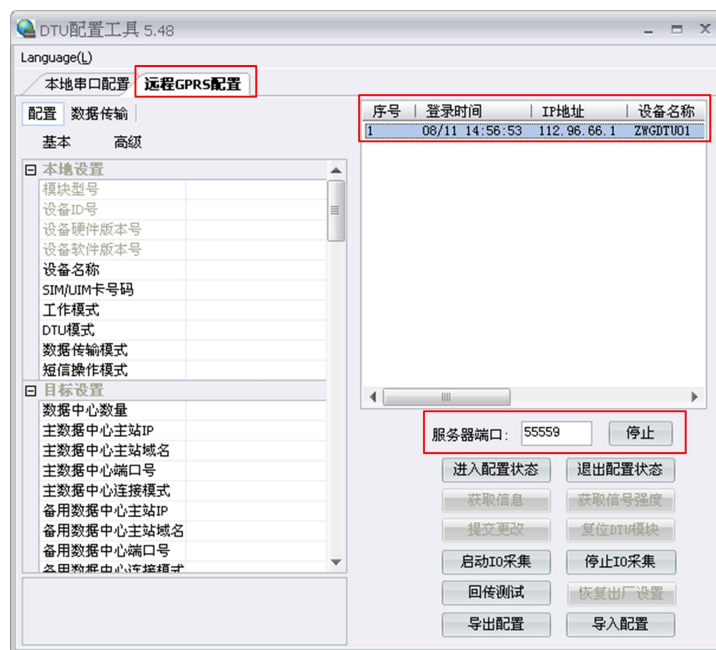 DTU配置工具 5.48
Language(L)
本地串口配置 远程GPRS配置
配置 数据传输
基本 高级
本地设置
模块型号
设备ID号
设备硬件版本号
设备软件版本号
设备名称
SIM/UIM卡号码
工作模式
DTU模式
数据传输模式
短信操作模式
目标设置
数据中心数量
主数据中心主站IP
主数据中心主站域名
主数据中心端口号
主数据中心连接模式
备用数据中心主站IP
备用数据中心主站域名
备用数据中心端口号
备用数据中心连接模式
序号 登录时间 IP地址 设备名称
1 08/11 14:56:53 112.96.66.1 ZWGDTU01
服务器端口: 55559 停止
进入配置状态 退出配置状态
获取信息 获取信号强度
提交更改 复位DTU模块
启动IO采集 停止IO采集
回传测试 恢复出厂设置
导出配置 导入配置